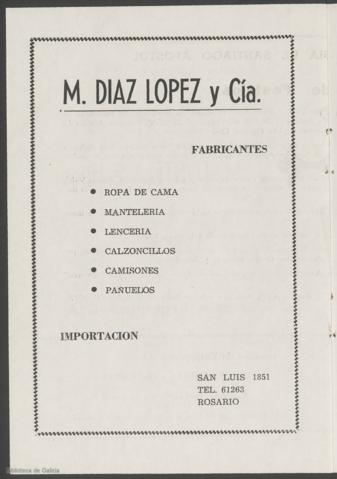 M. DIAZ LOPEZ y Cía.
FABRICANTES
● ROPA DE CAMA
● MANTELERIA
● LENCERIA
● CALZONCILLOS
● CAMISONES
● PAÑUELOS
IMPORTACION
SAN LUIS 1851
TEL. 61263
ROSARIO
Biblioteca de Galicia